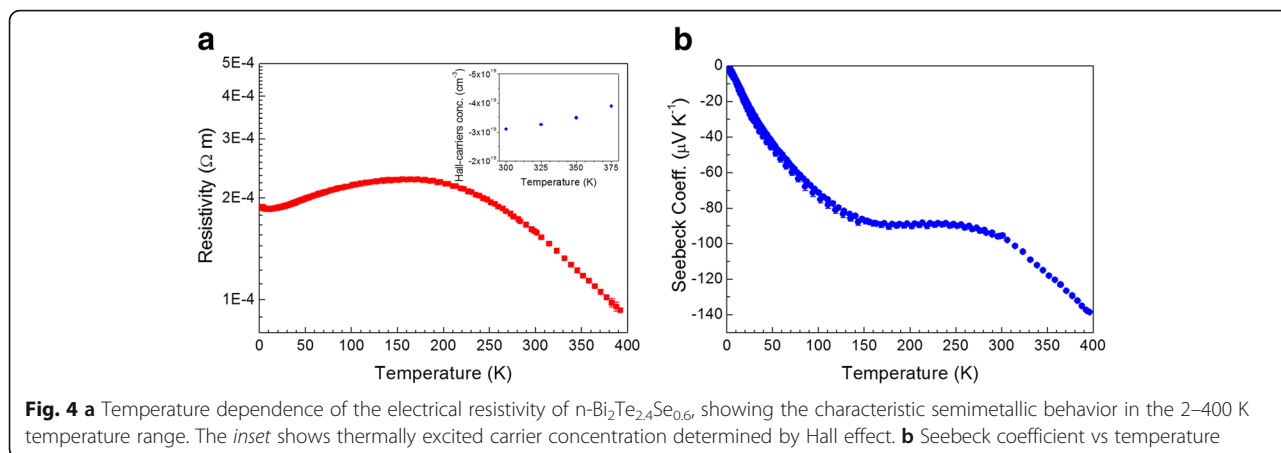 a
5E-4
4E-4
3E-4
2E-4
1E-4
Resistivity (Ω m)
0 50 100 150 200 250 300 350 400
Temperature (K)
-5x10^19
-4x10^19
-3x10^19
-2x10^19
Hall-carriers conc. (cm^-3)
300 325 350 375
Temperature (K)
b
0
-20
-40
-60
-80
-100
-120
-140
Seebeck Coeff. (μV K^-1)
0 50 100 150 200 250 300 350 400
Temperature (K)
Fig. 4 a Temperature dependence of the electrical resistivity of n-Bi₂Te₂.₄Se₀.₆, showing the characteristic semimetallic behavior in the 2–400 K
temperature range. The inset shows thermally excited carrier concentration determined by Hall effect. b Seebeck coefficient vs temperature